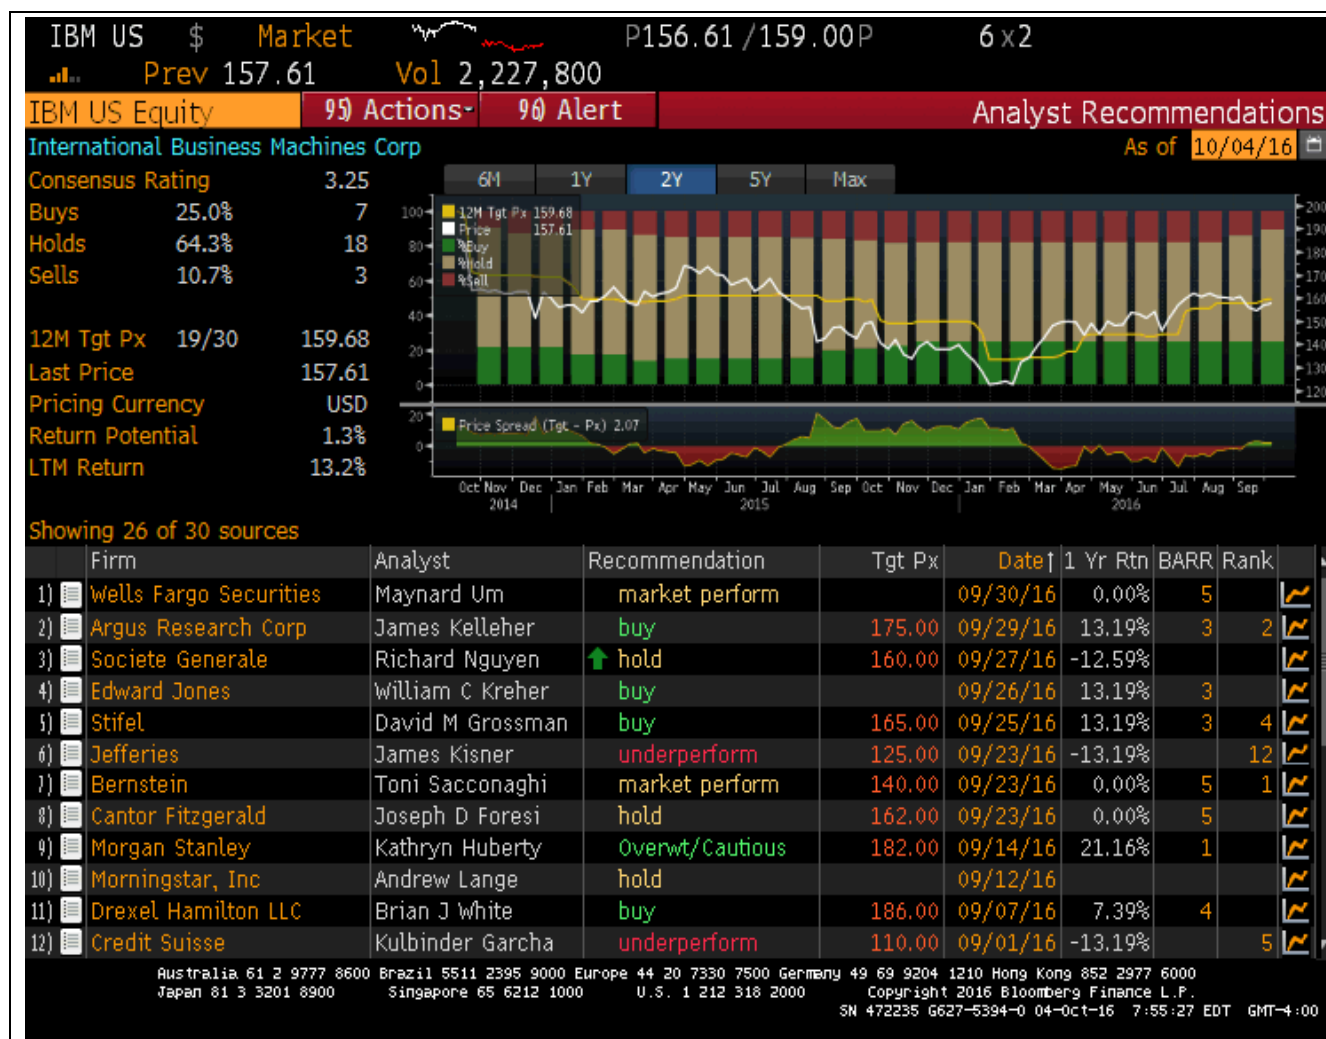 IBM US $ Market P156.61 /159.00P 6 x2
Prev 157.61 Vol 2,227,800
IBM US Equity 95) Actions 96) Alert Analyst Recommendations
International Business Machines Corp As of 10/04/16
Consensus Rating 3.25
Buys 25.0% 7
Holds 64.3% 18
Sells 10.7% 3
12M Tgt Px 19/30 159.68
Last Price 157.61
Pricing Currency USD
Return Potential 1.3%
LTM Return 13.2%
6M 1Y 2Y 5Y Max
12M Tgt Px 159.68
Price 157.61
%Buy
%Hold
%Sell
100
80
60
40
20
0
200
190
180
170
160
150
140
130
120
20
0
Price Spread (Tgt - Px) 2.07
Oct Nov Dec Jan Feb Mar Apr May Jun Jul Aug Sep Oct Nov Dec Jan Feb Mar Apr May Jun Jul Aug Sep
2014 2015 2016
Showing 26 of 30 sources
Firm Analyst Recommendation Tgt Px Date↑ 1 Yr Rtn BARR Rank
1) Wells Fargo Securities Maynard Um market perform 09/30/16 0.00% 5
2) Argus Research Corp James Kelleher buy 175.00 09/29/16 13.19% 3 2
3) Societe Generale Richard Nguyen hold 160.00 09/27/16 -12.59%
4) Edward Jones William C Kreher buy 09/26/16 13.19% 3
5) Stifel David M Grossman buy 165.00 09/25/16 13.19% 3 4
6) Jefferies James Kisner underperform 125.00 09/23/16 -13.19% 12
7) Bernstein Toni Sacconaghi market perform 140.00 09/23/16 0.00% 5 1
8) Cantor Fitzgerald Joseph D Foresi hold 162.00 09/23/16 0.00% 5
9) Morgan Stanley Kathryn Huberty Overwt/Cautious 182.00 09/14/16 21.16% 1
10) Morningstar, Inc Andrew Lange hold 09/12/16
11) Drexel Hamilton LLC Brian J White buy 186.00 09/07/16 7.39% 4
12) Credit Suisse Kulbinder Garcha underperform 110.00 09/01/16 -13.19% 5
Australia 61 2 9777 8600 Brazil 5511 2395 9000 Europe 44 20 7330 7500 Germany 49 69 9204 1210 Hong Kong 852 2977 6000
Japan 81 3 3201 8900 Singapore 65 6212 1000 U.S. 1 212 318 2000 Copyright 2016 Bloomberg Finance L.P.
SN 472235 G627-5394-0 04-Oct-16 7:55:27 EDT GMT-4:00